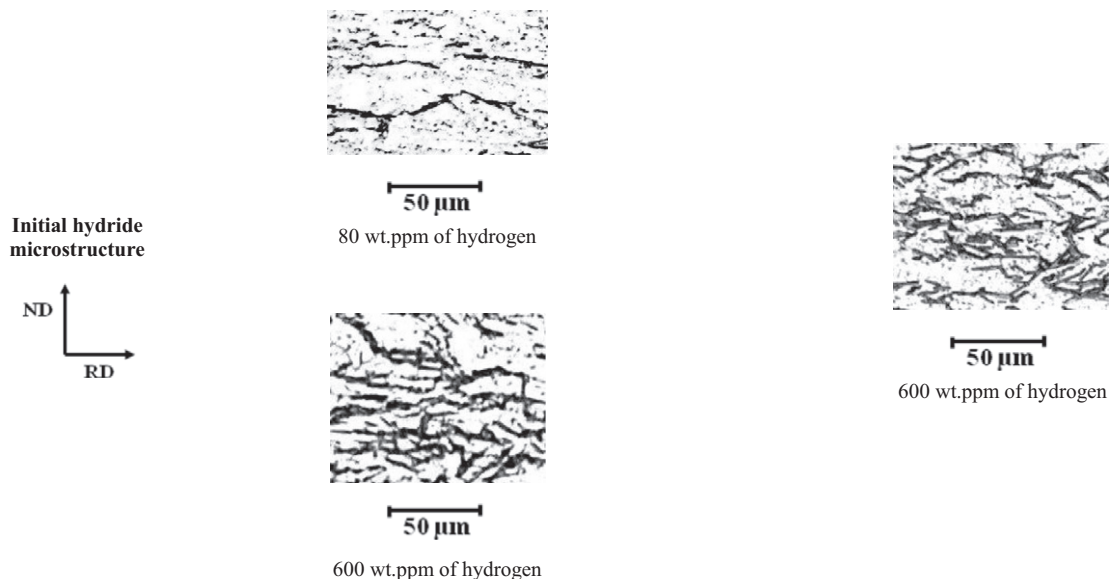 50 µm
80 wt.ppm of hydrogen
Initial hydride
microstructure
ND
RD
50 µm
600 wt.ppm of hydrogen
50 µm
600 wt.ppm of hydrogen